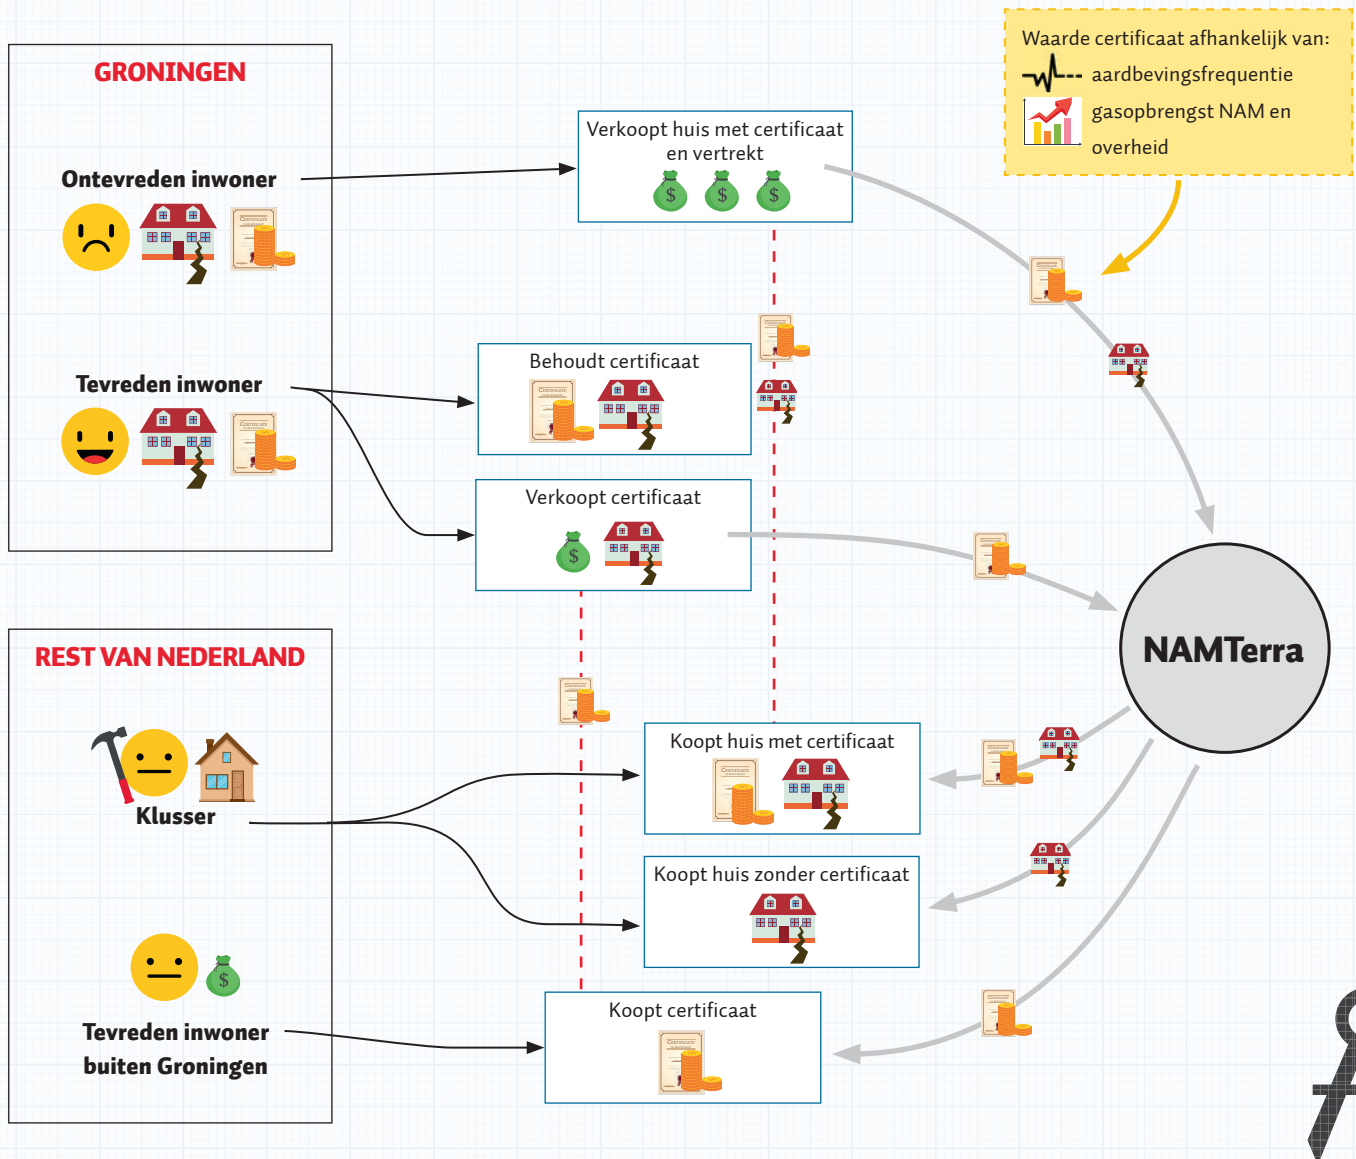 GRONINGEN
Ontevreden inwoner
Tevreden inwoner
Verkoopt huis met certificaat
en vertrekt
Behoudt certificaat
Verkoopt certificaat
Waarde certificaat afhankelijk van:
aardbevingsfrequentie
gasopbrengst NAM en
overheid
NAMTerra
REST VAN NEDERLAND
Klusser
Tevreden inwoner
buiten Groningen
Koopt huis met certificaat
Koopt huis zonder certificaat
Koopt certificaat